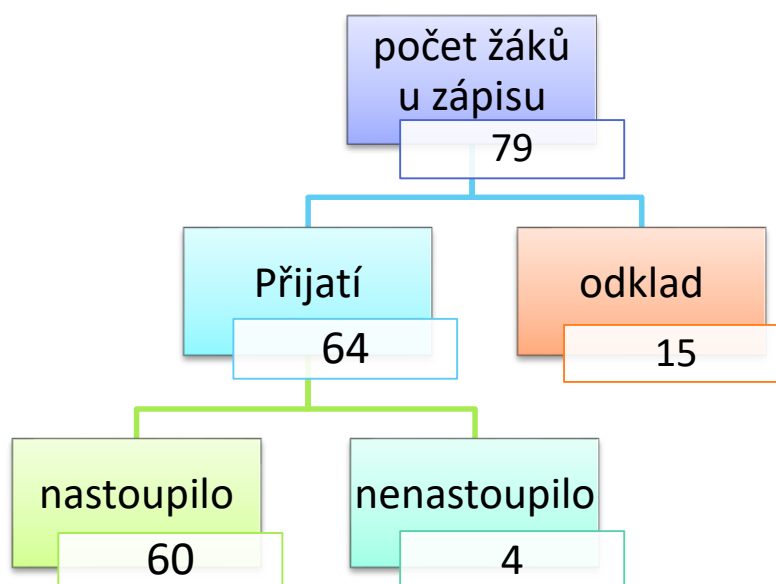 počet žáků
u zápisu
79
Přijatí
64
odklad
15
nastoupilo
60
nenastoupilo
4